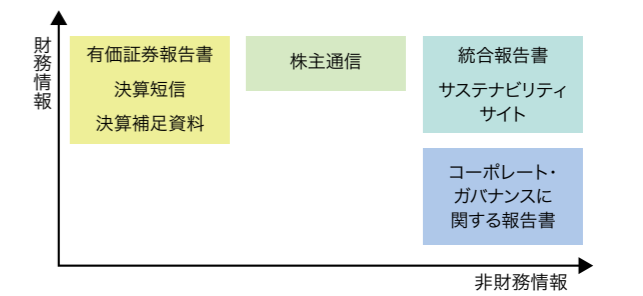 財務情報
有価証券報告書
決算短信
決算補足資料
株主通信
統合報告書
サステナビリティ
サイト
コーポレート・
ガバナンスに
関する報告書
非財務情報